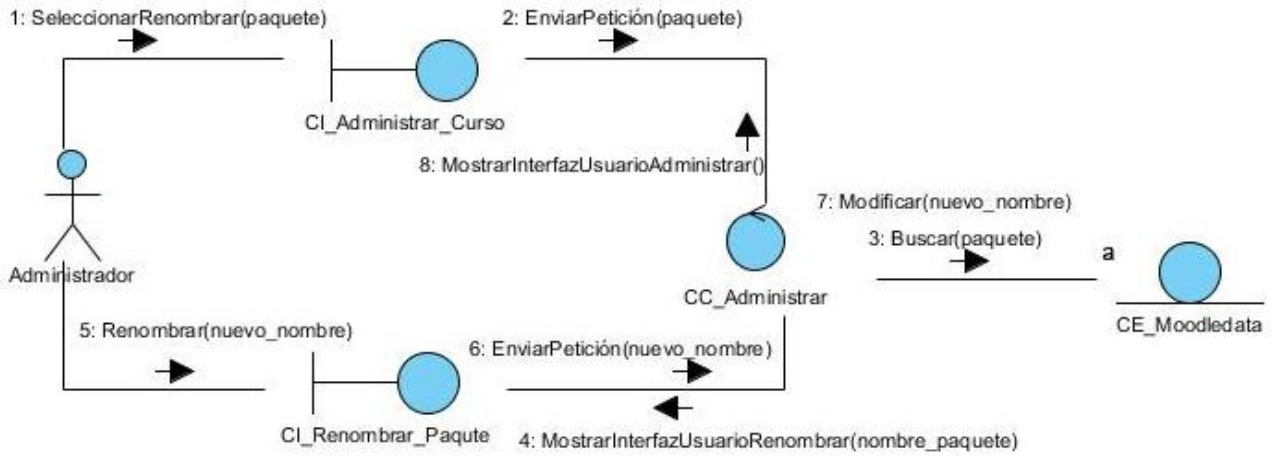 1: SeleccionarRenombrar(paquete)
2: EnviarPetición(paquete)
CI_Administrar_Curso
8: MostrarInterfazUsuarioAdministrar()
7: Modificar(nuevo_nombre)
3: Buscar(paquete)
a
Administrador
CC_Administrar
CE_Moodledata
5: Renombrar(nuevo_nombre)
6: EnviarPetición(nuevo_nombre)
CI_Renombrar_Paqute
4: MostrarInterfazUsuarioRenombrar(nombre_paquete)